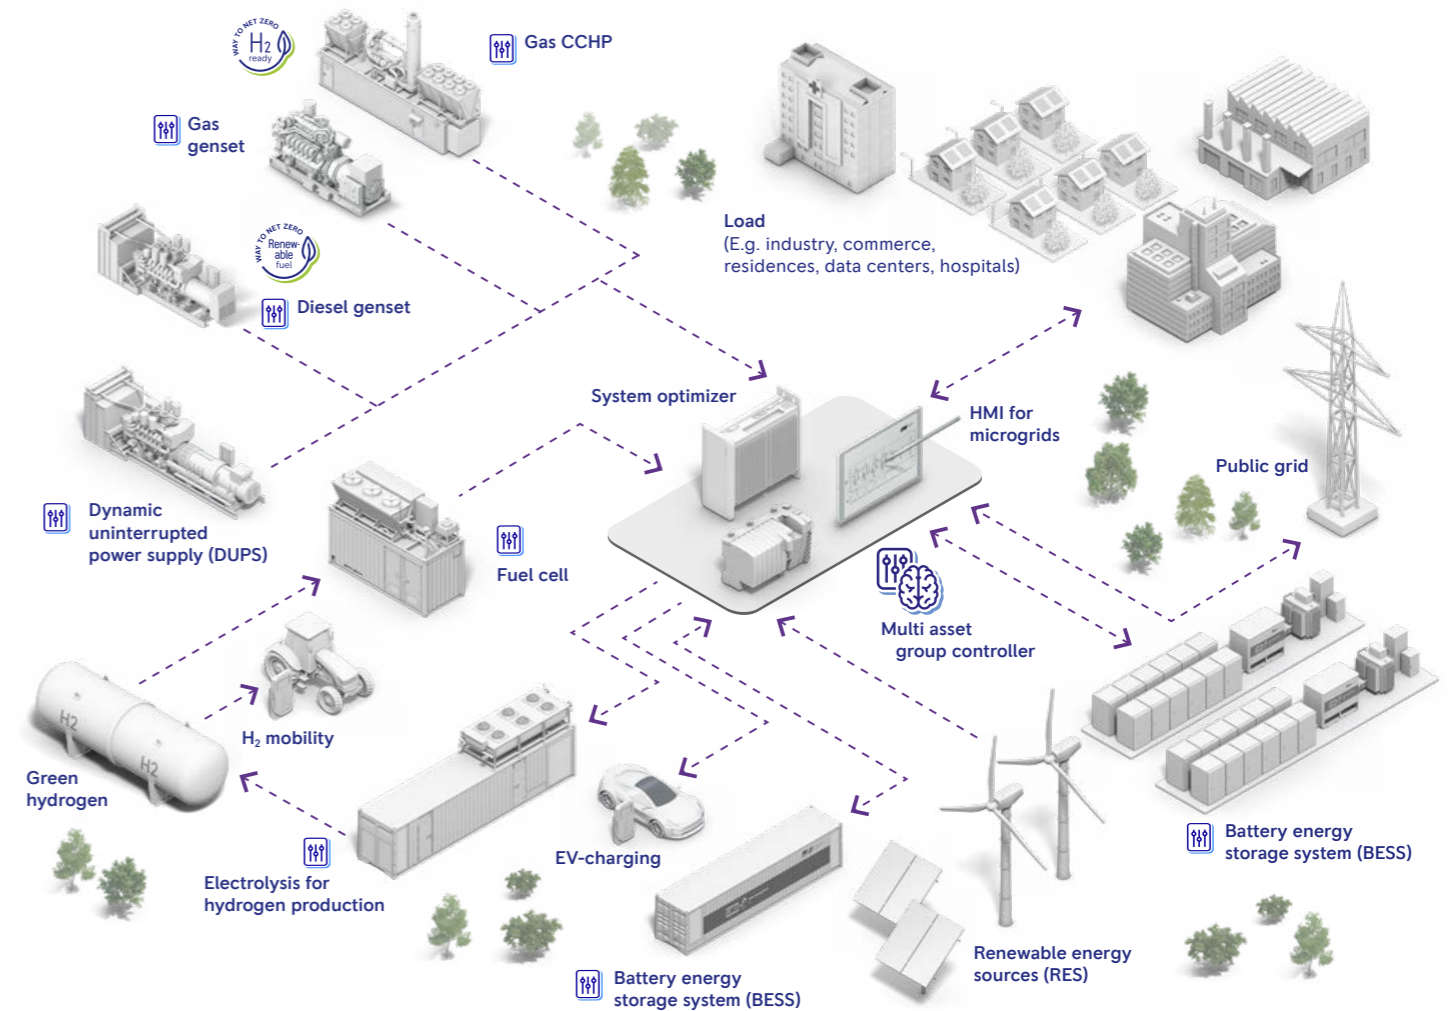 WAY TO NET ZERO
H2
ready
Gas CCHP
Gas
genset
WAY TO NET ZERO
Renew-
able
fuel
Diesel genset
Load
(E.g. industry, commerce,
residences, data centers, hospitals)
System optimizer
HMI for
microgrids
Public grid
Dynamic
uninterrupted
power supply (DUPS)
Fuel cell
Multi asset
group controller
H2 mobility
H2
H2
Green
hydrogen
Electrolysis for
hydrogen production
EV-charging
Battery energy
storage system (BESS)
Renewable energy
sources (RES)
Battery energy
storage system (BESS)